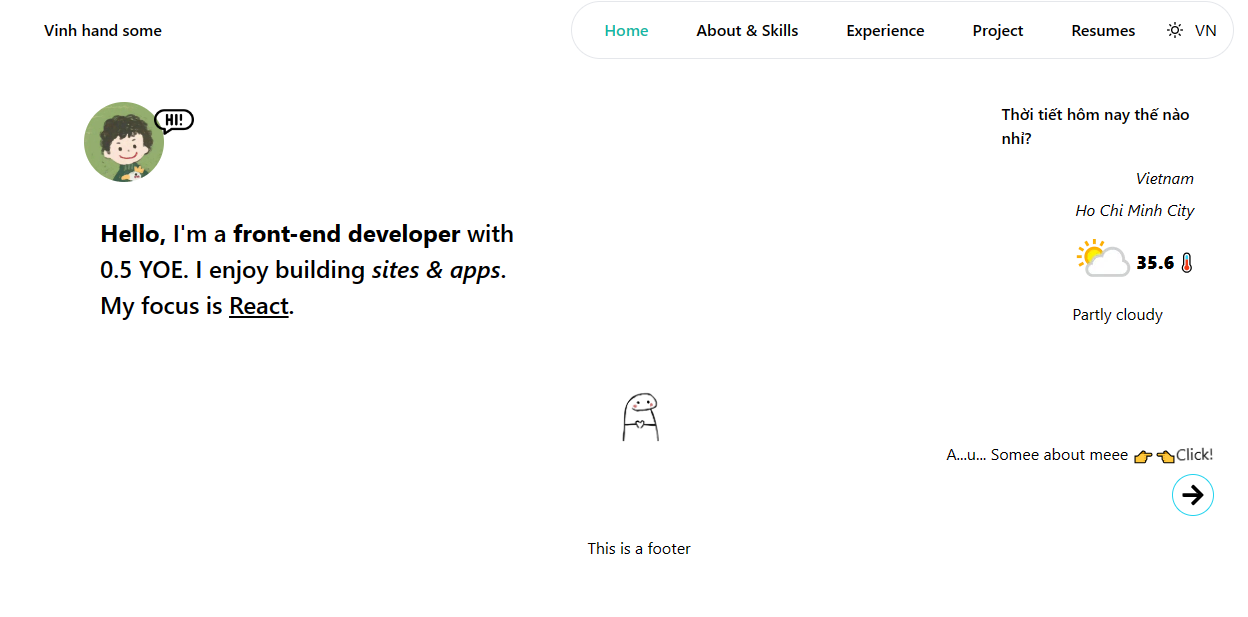 Vinh hand some
Home About & Skills Experience Project Resumes VN
HI!
Hello, I'm a front-end developer with
0.5 YOE. I enjoy building sites & apps.
My focus is React.
Thời tiết hôm nay thế nào
nhỉ?
Vietnam
Ho Chi Minh City
35.6
Partly cloudy
A...u... Somee about meee 👉👈Click!
This is a footer